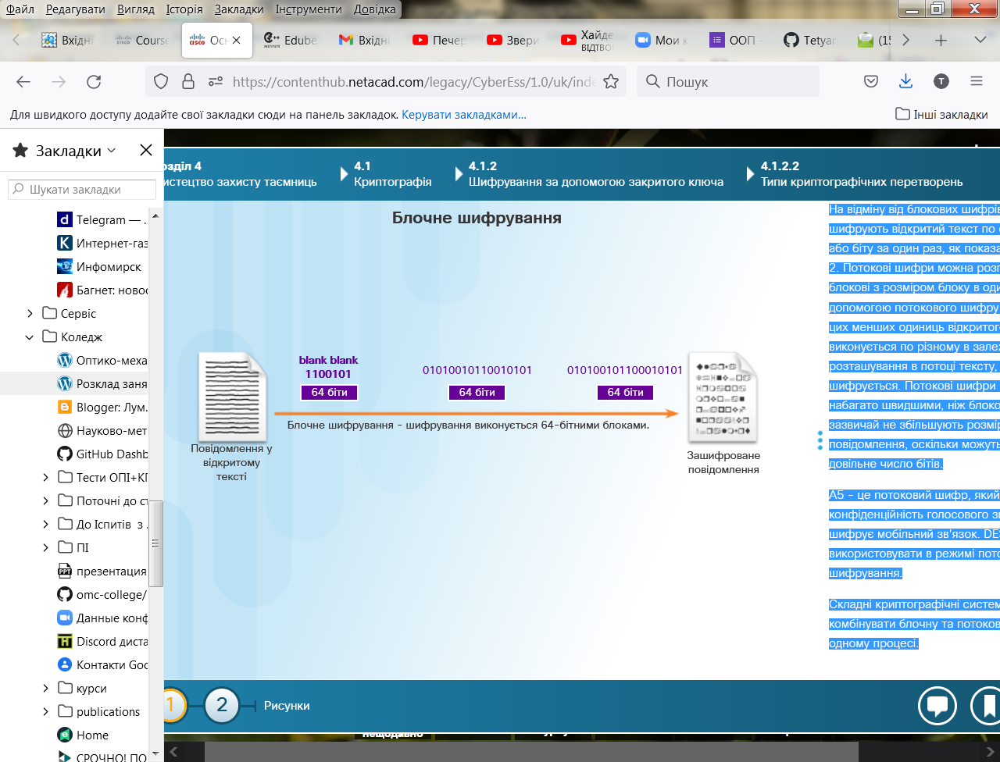 Файл Редагувати Вигляд Історія Закладки Інструменти Довідка
Вхідні Course Осн Edube Вхідні Печер Звери Хайде Мои к ООП - Tetyan (15
ВІДТВО
https://contenthub.netacad.com/legacy/CyberEss/1.0/uk/inde
Пошук
T
Для швидкого доступу додайте свої закладки сюди на панель закладок. Керувати закладками...
Інші закладки
Закладки
Шукати закладки
Telegram — ..
Интернет-газ
Инфомирск
Багнет: новос
Сервіс
Коледж
Оптико-меха
Розклад заня
Blogger: Лум.
Науково-мет
GitHub Dashb
Тести ОПІ+КГ
Поточні до ст
До Іспитів з .
ПІ
презентация
omc-college/
Данные конф
Discord диста
Контакти Goo
курси
publications
Home
СРОЧНО! ПО
озділ 4
истецтво захисту таємниць
4.1
Криптографія
4.1.2
Шифрування за допомогою закритого ключа
4.1.2.2
Типи криптографічних перетворень
Блочне шифрування
blank blank
1100101
64 біти
01010010110010101
64 біти
010100101100010101
64 біти
Блочне шифрування - шифрування виконується 64-бітними блоками.
Повідомлення у
відкритому
тексті
Зашифроване
повідомлення
На відміну від блокових шифрів
шифрують відкритий текст по
або біту за один раз, як показа
2. Потокові шифри можна розг
блокові з розміром блоку в оди
допомогою потокового шифру
цих менших одиниць відкритог
виконується по різному в залеж
розташування в потоці тексту,
шифрується. Потокові шифри
набагато швидшими, ніж блоко
зазвичай не збільшують розмір
повідомлення, оскільки можуть
довільне число бітів.
A5 – це потоковий шифр, який
конфіденційність голосового з
шифрує мобільний зв'язок. DES
використовувати в режимі пото
шифрування.
Складні криптографічні систем
комбінувати блочну та потоков
одному процесі.
1 2 Рисунки
нещодавно